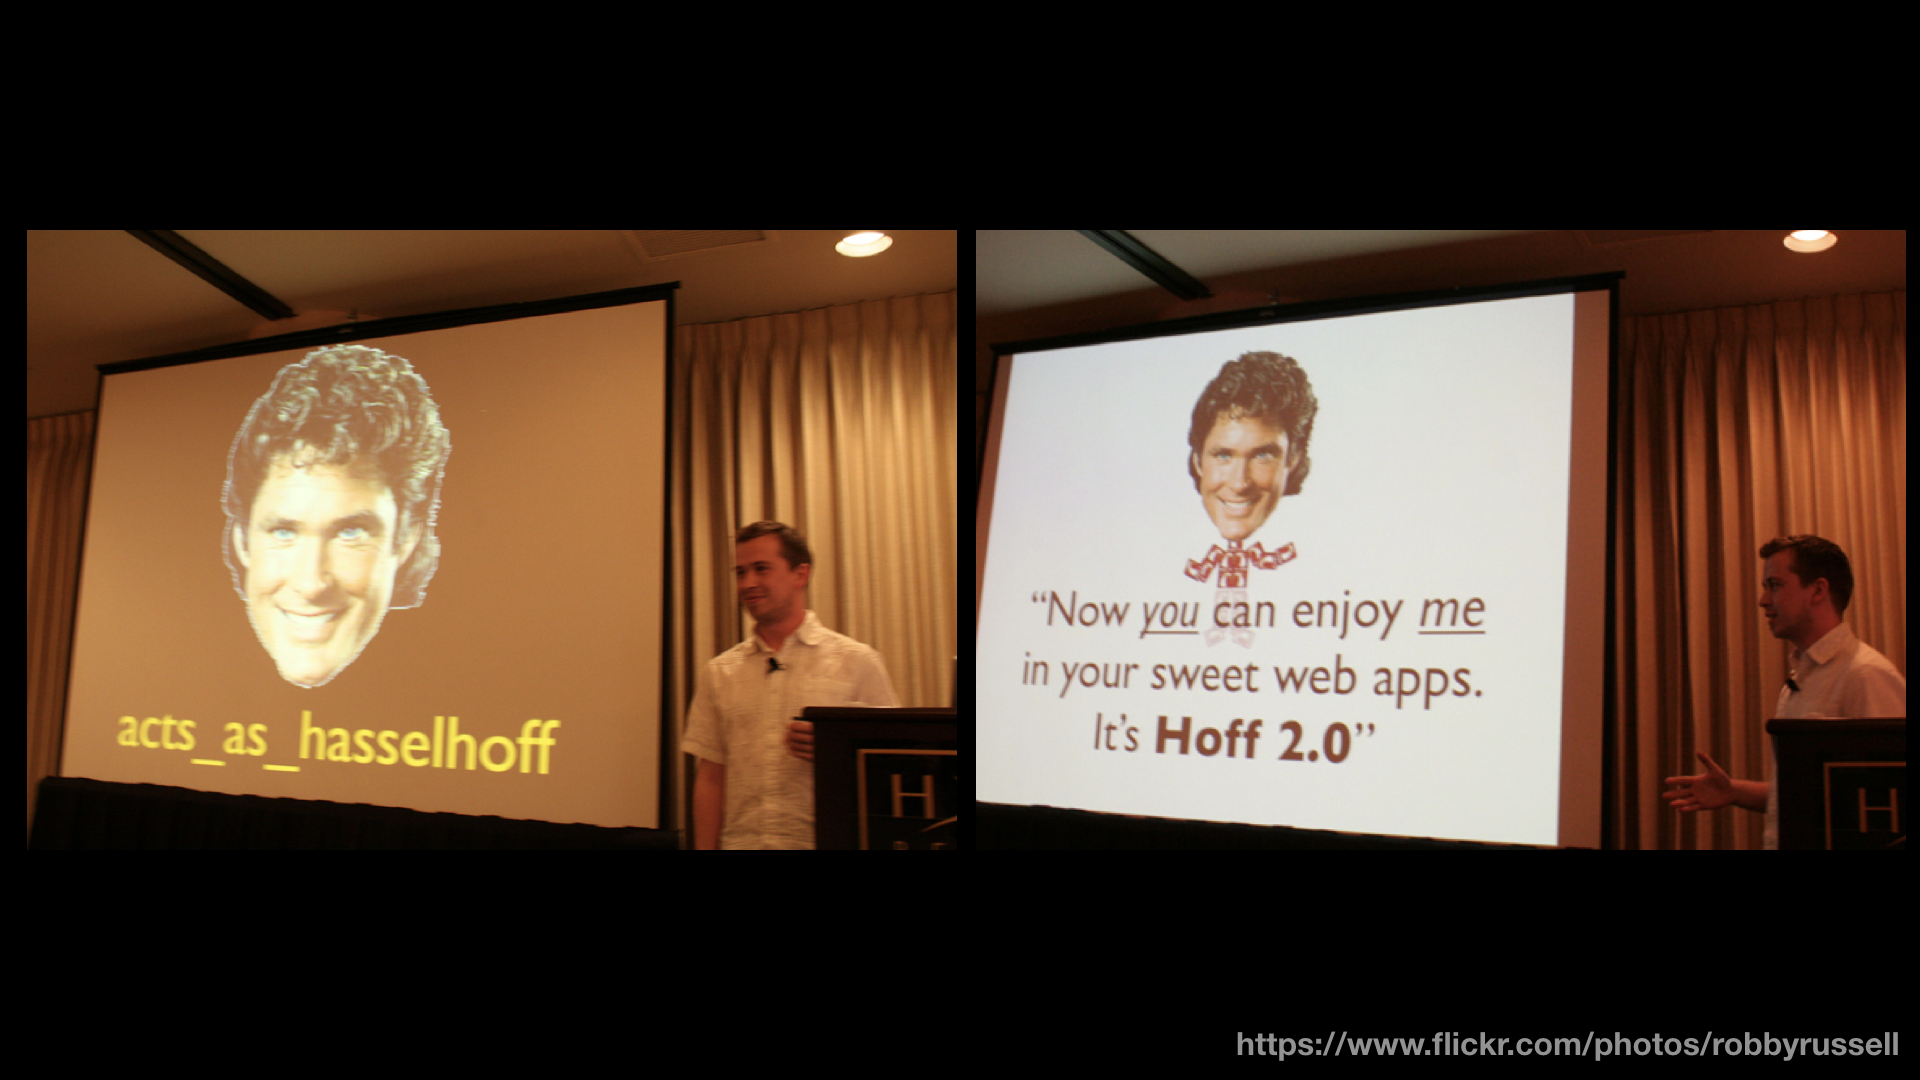 acts_as_hasselhoff
H
“Now you can enjoy me
in your sweet web apps.
It’s Hoff 2.0”
H
https://www.flickr.com/photos/robbyrussell